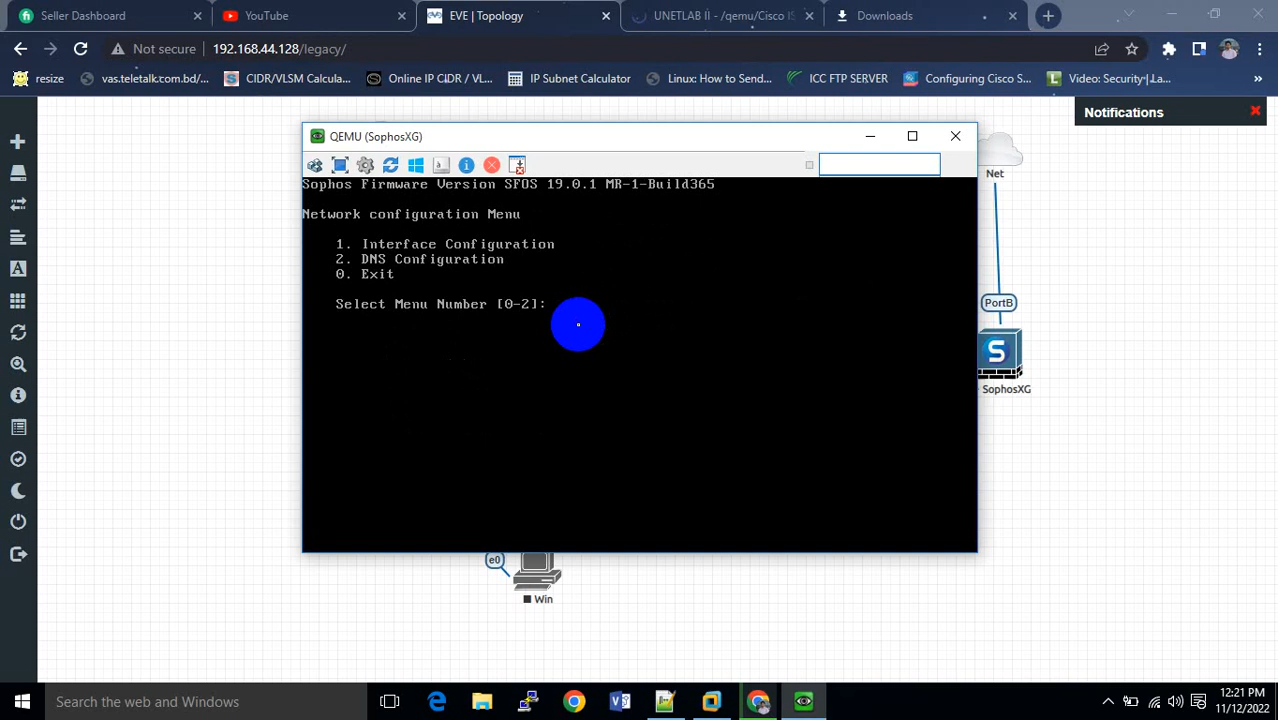 Seller Dashboard
YouTube
EVE | Topology
UNETLAB II - /qemu/Cisco IS
Downloads
Not secure
192.168.44.128/legacy/
resize
vas.teletalk.com.bd/...
CIDR/VLSM Calcula...
Online IP CIDR / VL...
IP Subnet Calculator
Linux: How to Send...
ICC FTP SERVER
Configuring Cisco S...
Video: Security | La...
»
Notifications
QEMU (SophosXG)
Sophos Firmware Version SFOS 19.0.1 MR-1-Build365
Network configuration Menu
1. Interface Configuration
2. DNS Configuration
0. Exit
Select Menu Number [0-2]:
Net
PortB
SophosXG
e0
Win
Search the web and Windows
12:21 PM
11/12/2022